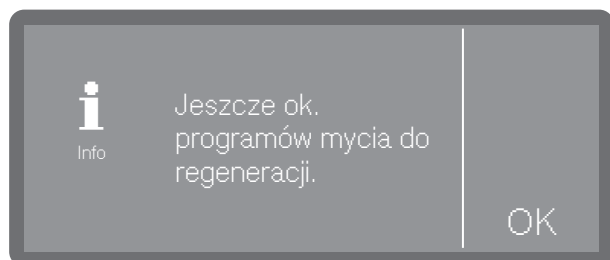 Info
Jeszcze ok.
programów mycia do
regeneracji.
OK